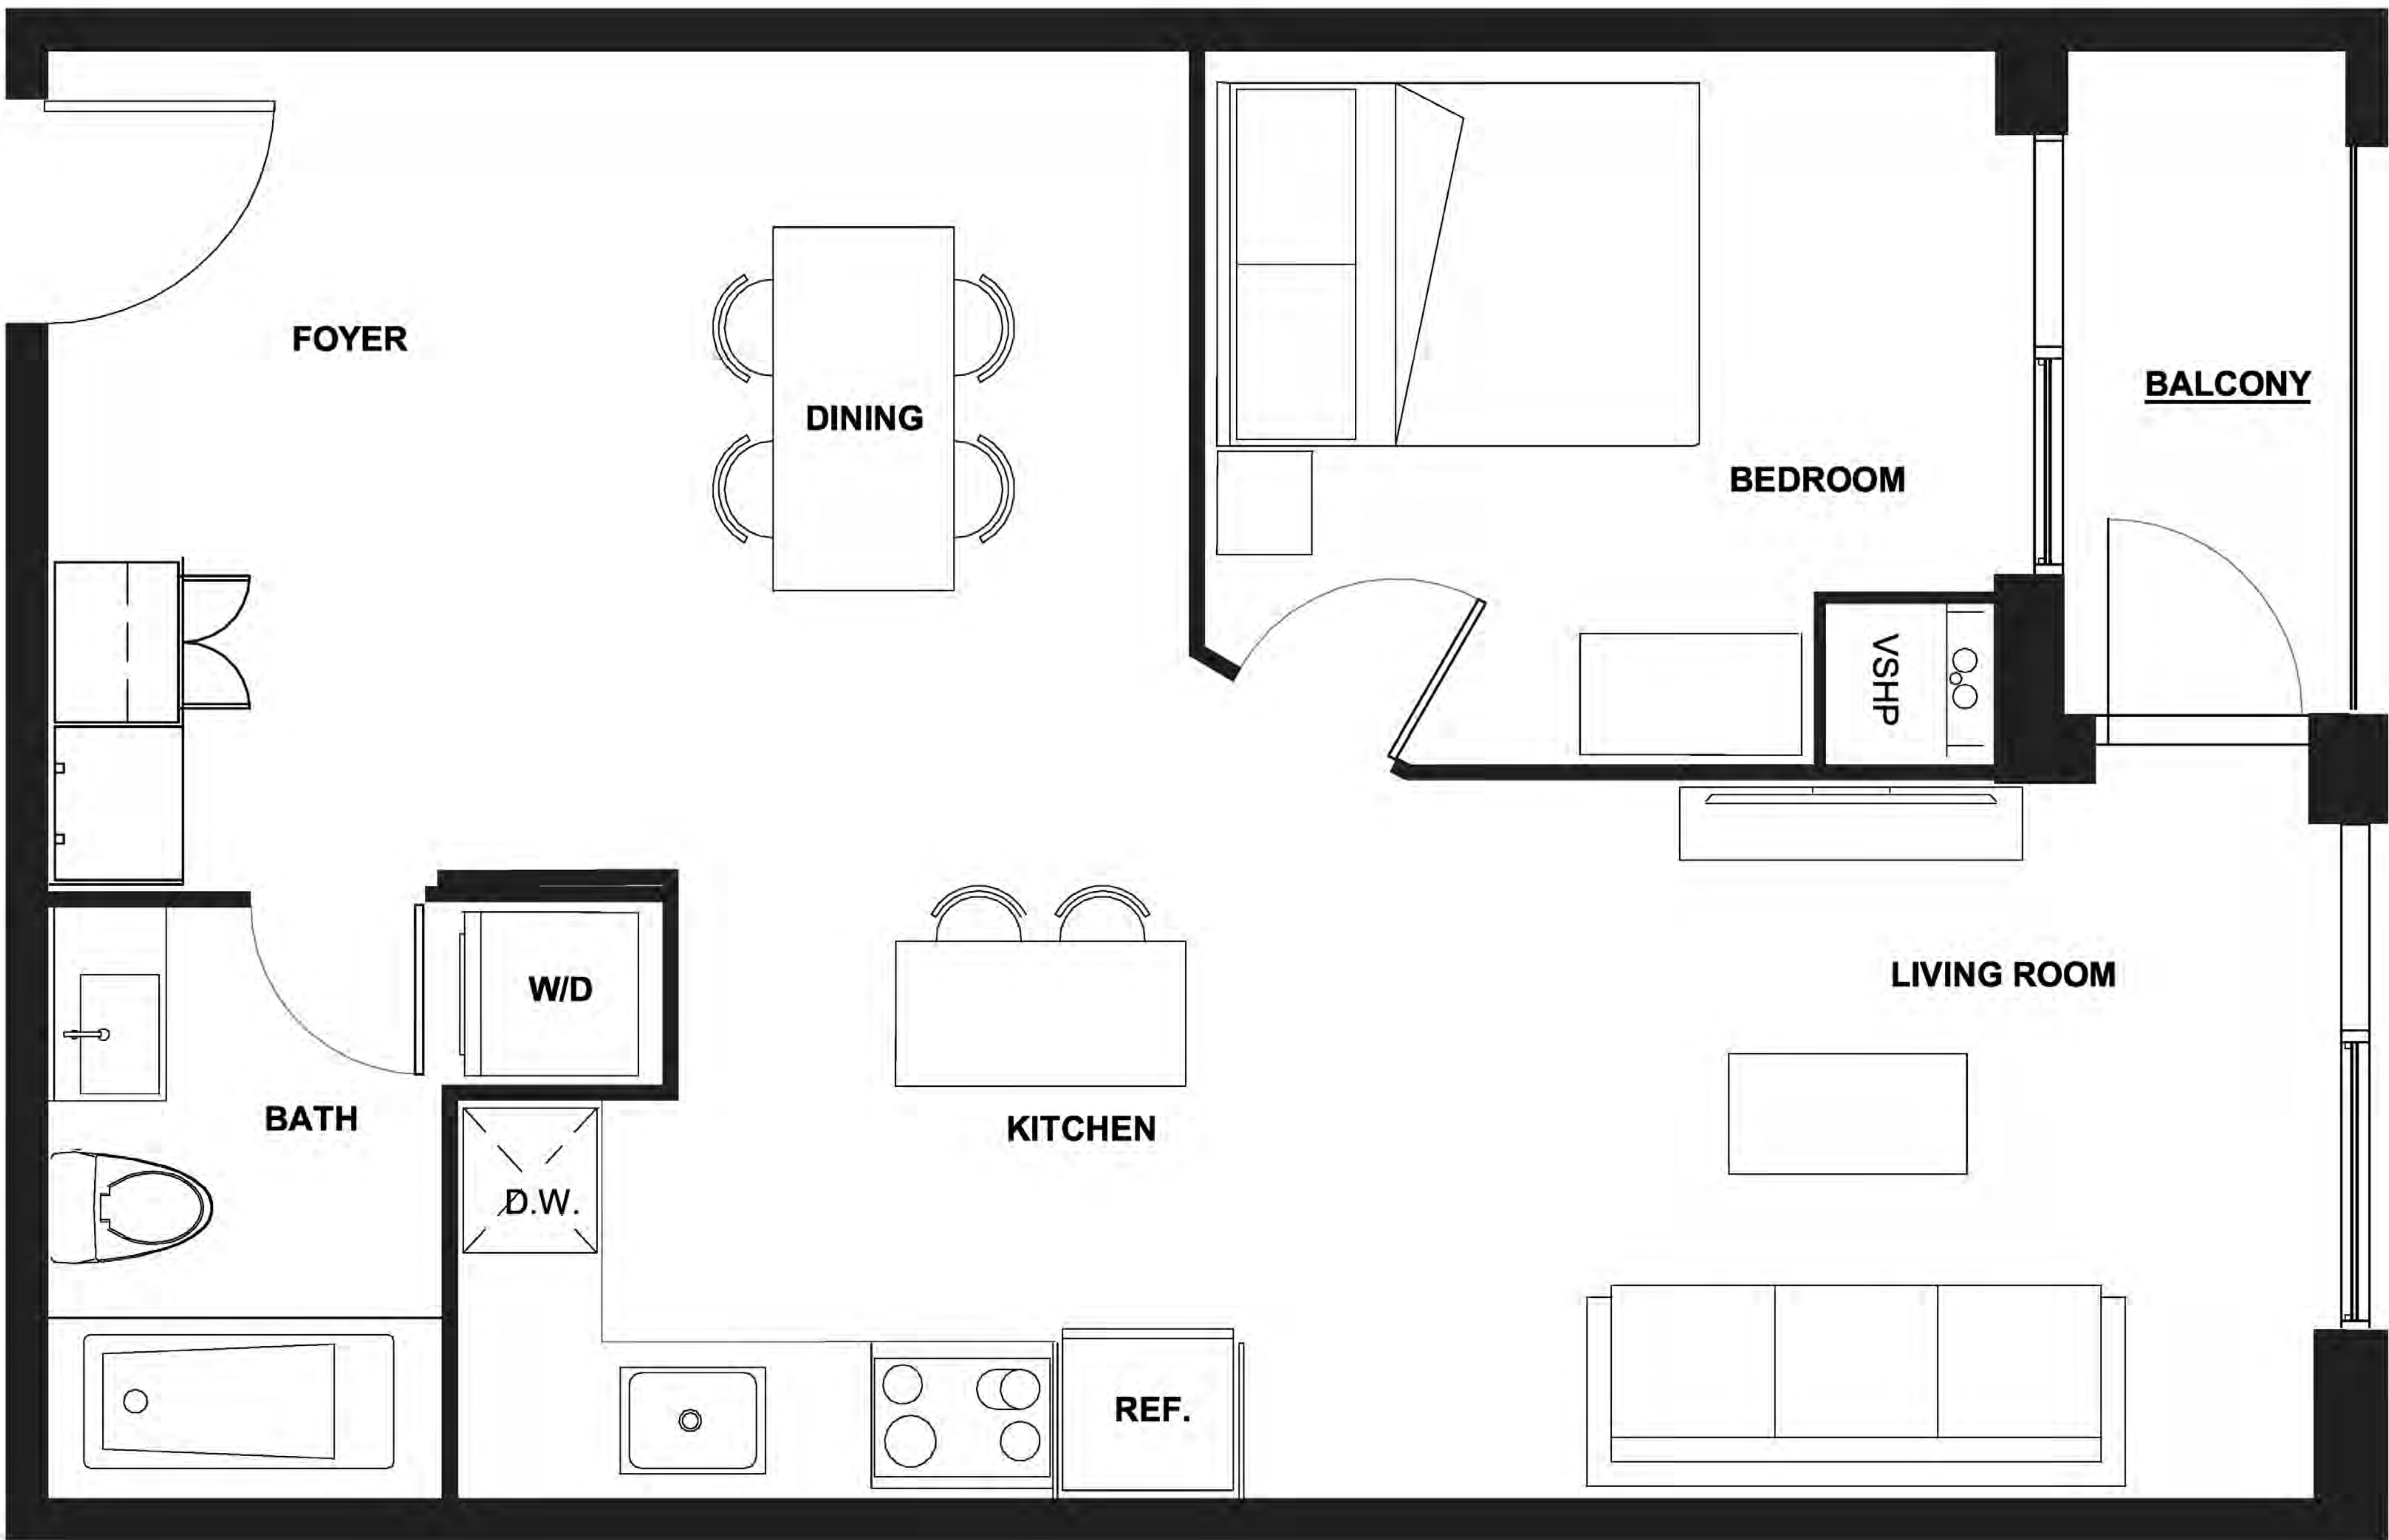 FOYER
DINING
BEDROOM
BALCONY
VSHP
W/D
LIVING ROOM
BATH
KITCHEN
D.W.
REF.